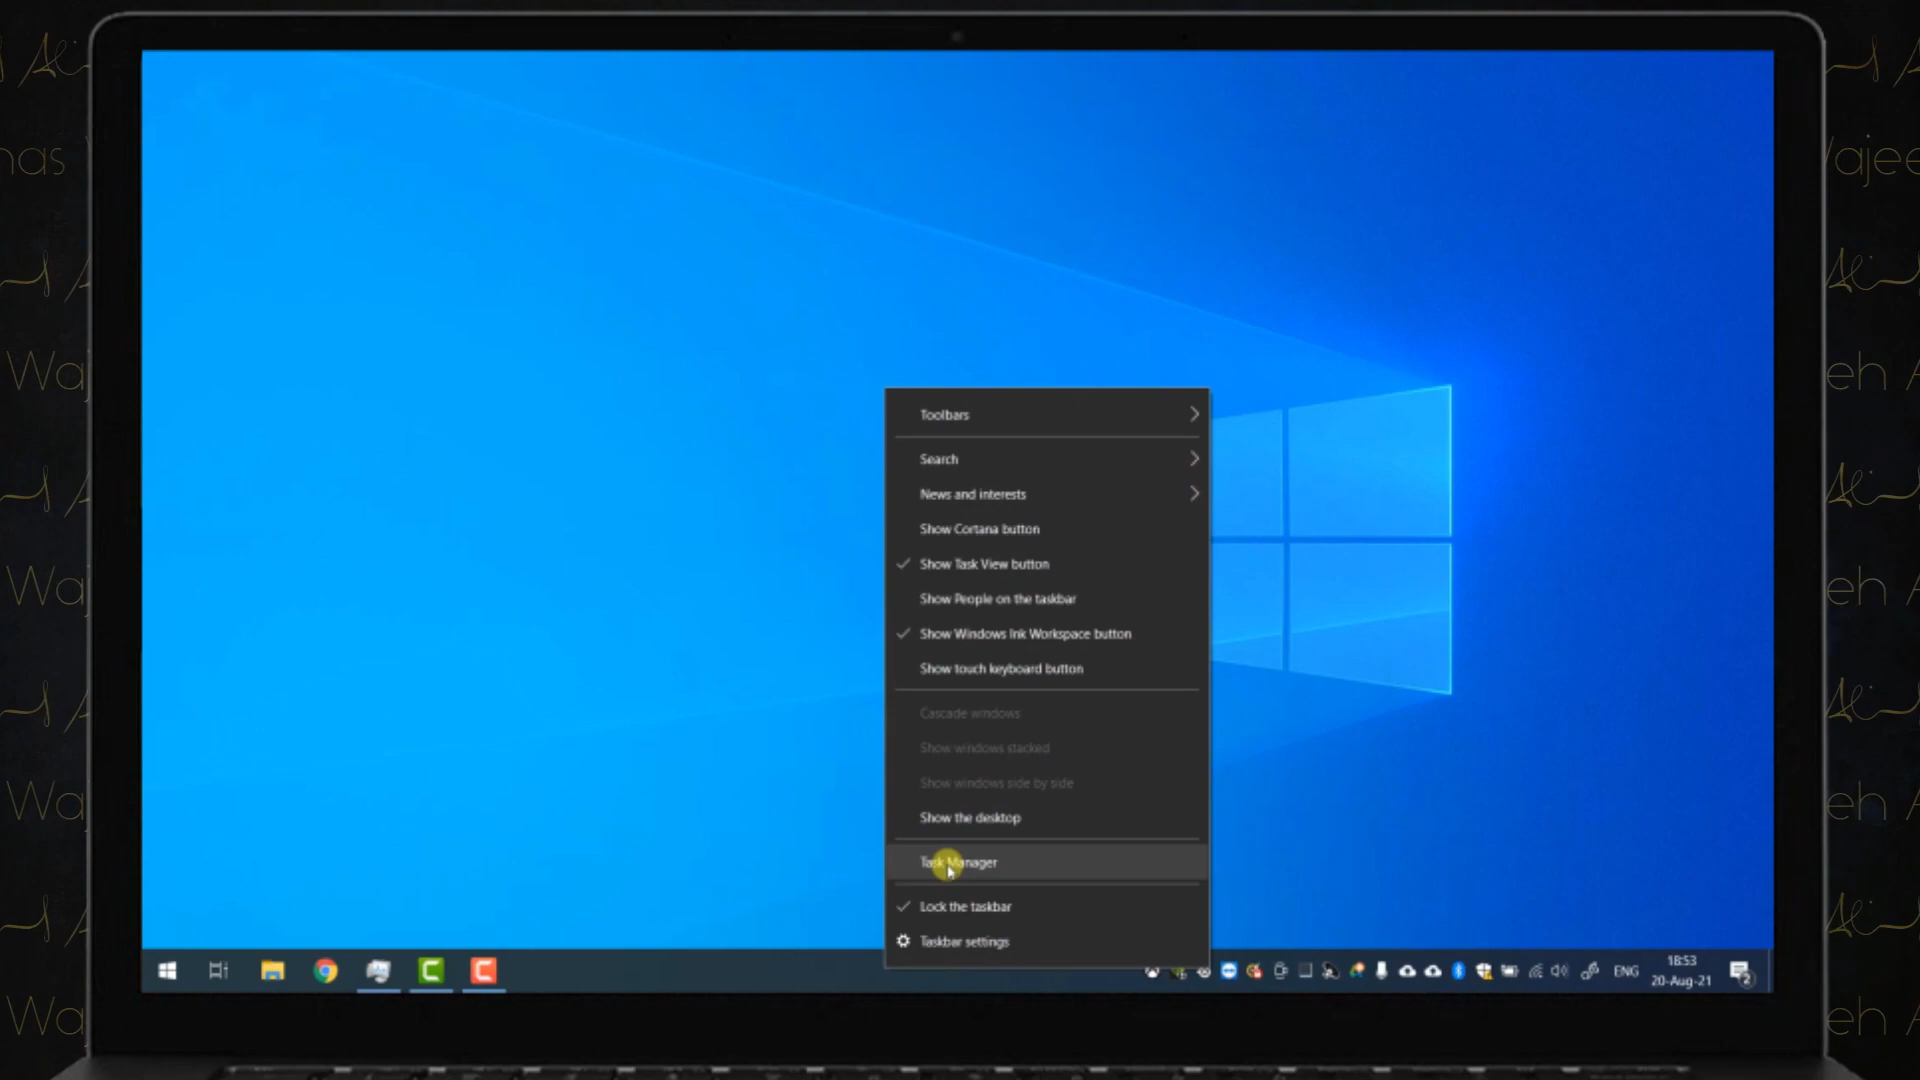 Toolbars
Search
News and interests
Show Cortana button
Show Task View button
Show People on the taskbar
Show Windows Ink Workspace button
Show touch keyboard button
Cascade windows
Show windows stacked
Show windows side by side
Show the desktop
Task Manager
Lock the taskbar
Taskbar settings
ENG
18:53
20-Aug-21
2